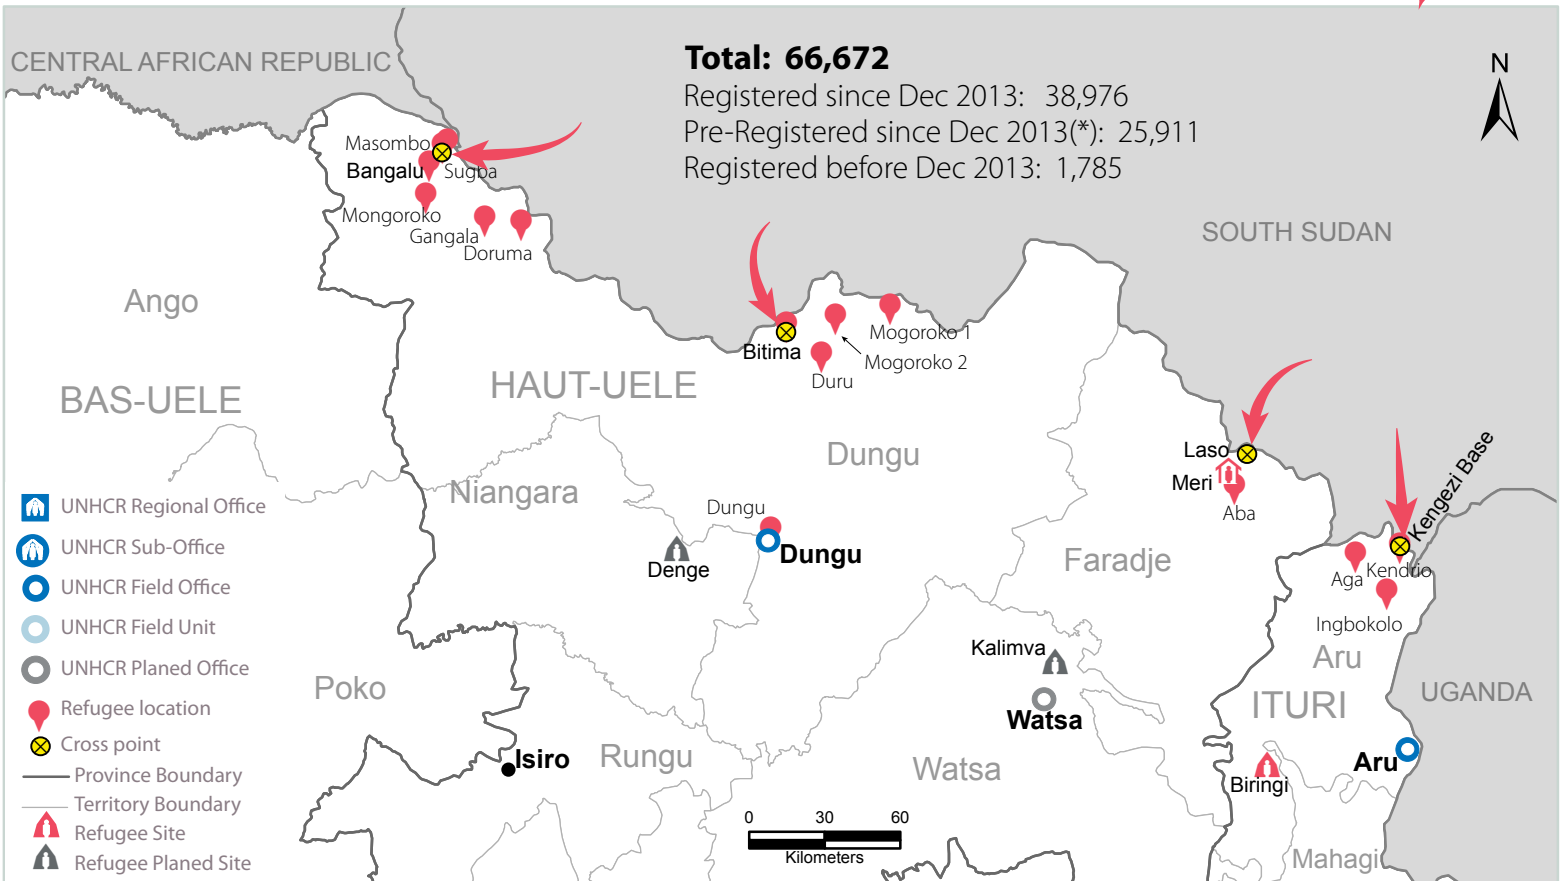 CENTRAL AFRICAN REPUBLIC
Total: 66,672
Registered since Dec 2013: 38,976
Pre-Registered since Dec 2013(*): 25,911
Registered before Dec 2013: 1,785
N
Masombo
Bangalu
Sugba
Mongoroko
Gangala
Doruma
SOUTH SUDAN
Ango
Bitima
Mogoroko 1
Mogoroko 2
Duru
BAS-UELE
HAUT-UELE
Dungu
Laso
Meri
Aba
Kengezi Base
Niangara
Dungu
Dungu
Denge
Faradje
Aga
Kendrio
Ingbokolo
Aru
Kalimva
Watsa
ITURI
UGANDA
Poko
Isiro
Rungu
Watsa
Aru
Biringi
Mahagi
UNHCR Regional Office
UNHCR Sub-Office
UNHCR Field Office
UNHCR Field Unit
UNHCR Planed Office
Refugee location
Cross point
Province Boundary
Territory Boundary
Refugee Site
Refugee Planed Site
0 30 60
Kilometers